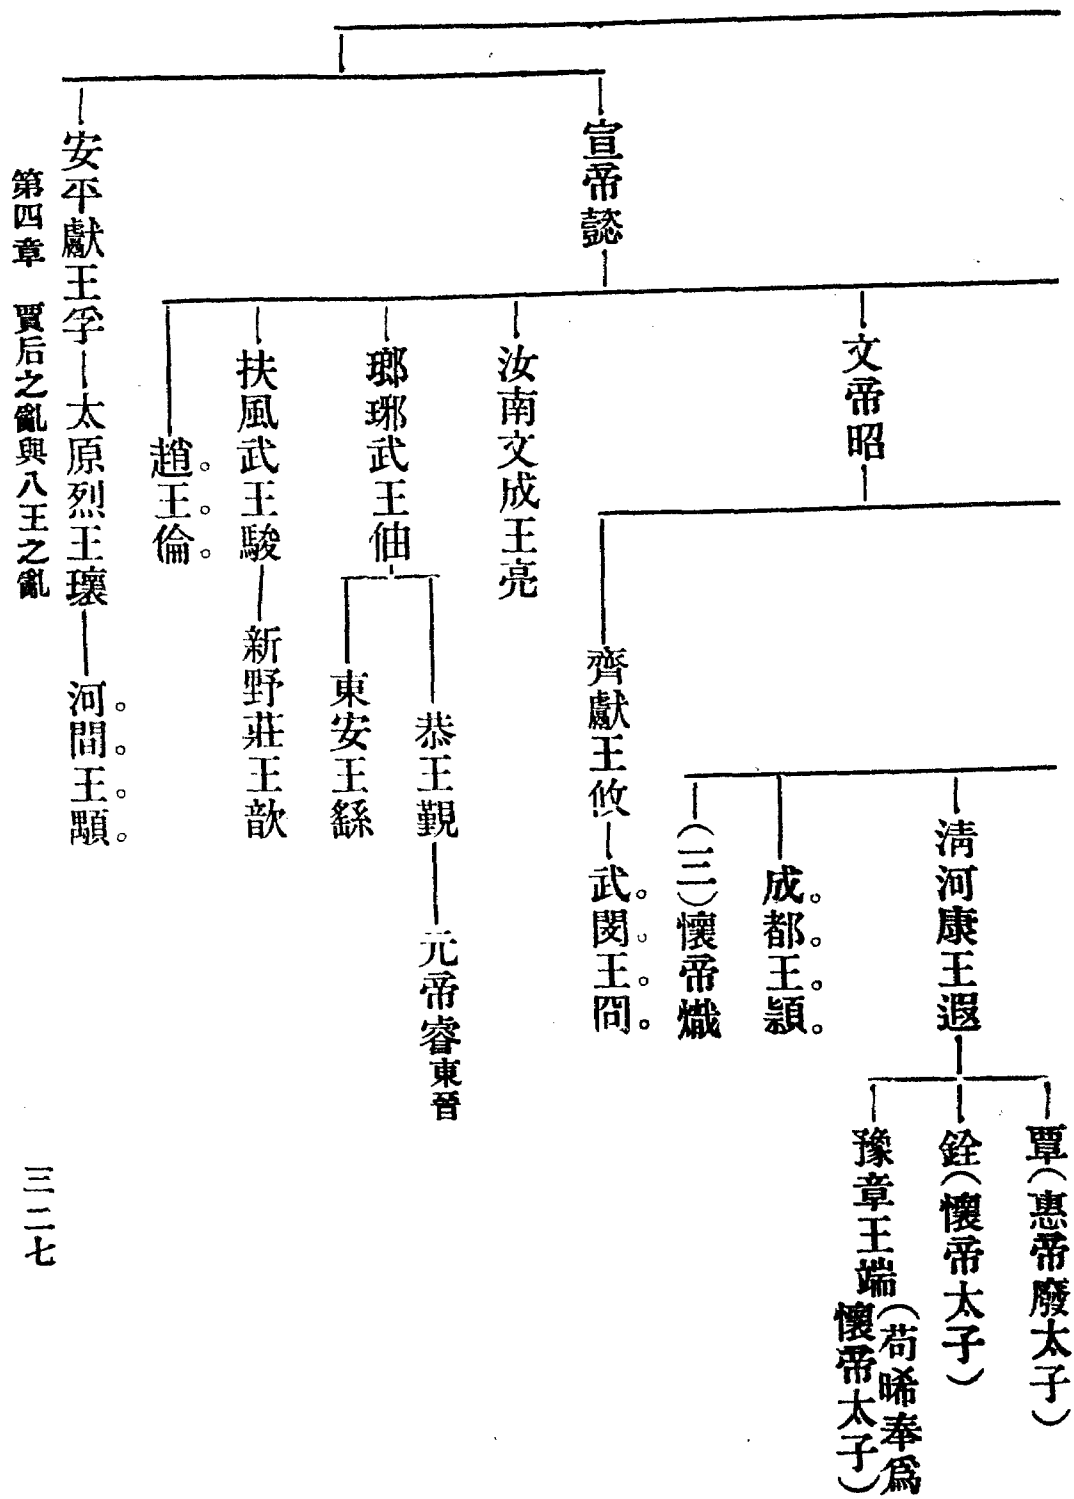 宣帝懿
文帝昭
清河康王遐
覃(惠帝廢太子)
銓(懷帝太子)
豫章王端(苟晞奉爲懷帝太子)
成都王穎
(三)懷帝熾
齊獻王攸
武閔王冏
汝南文成王亮
瑯琊武王伷
恭王覲
元帝睿東晉
東安王繇
扶風武王駿
新野莊王歆
趙王倫
安平獻王孚
太原烈王瓌
河間王顒
第四章 賈后之亂與八王之亂
三二七